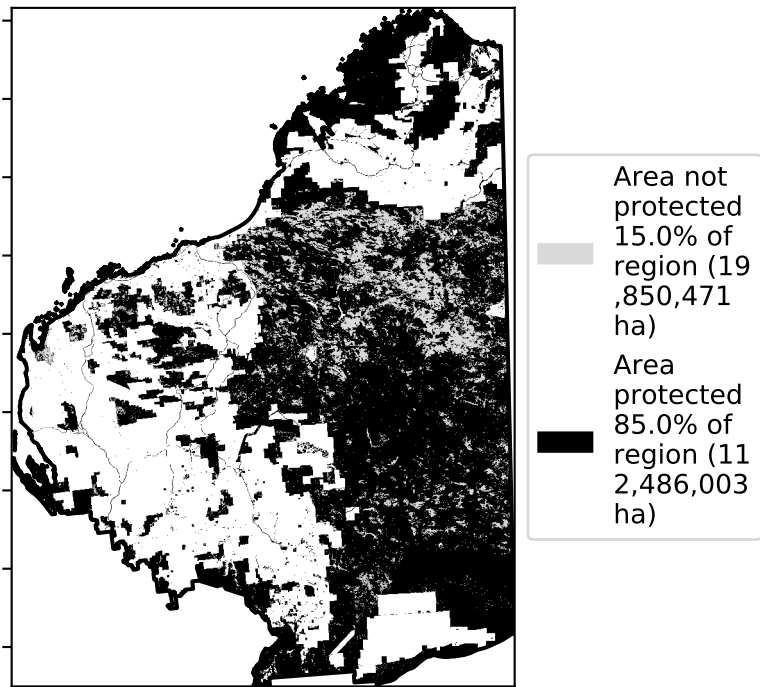 Area not
protected
15.0% of
region (19
,850,471
ha)
Area
protected
85.0% of
region (11
2,486,003
ha)